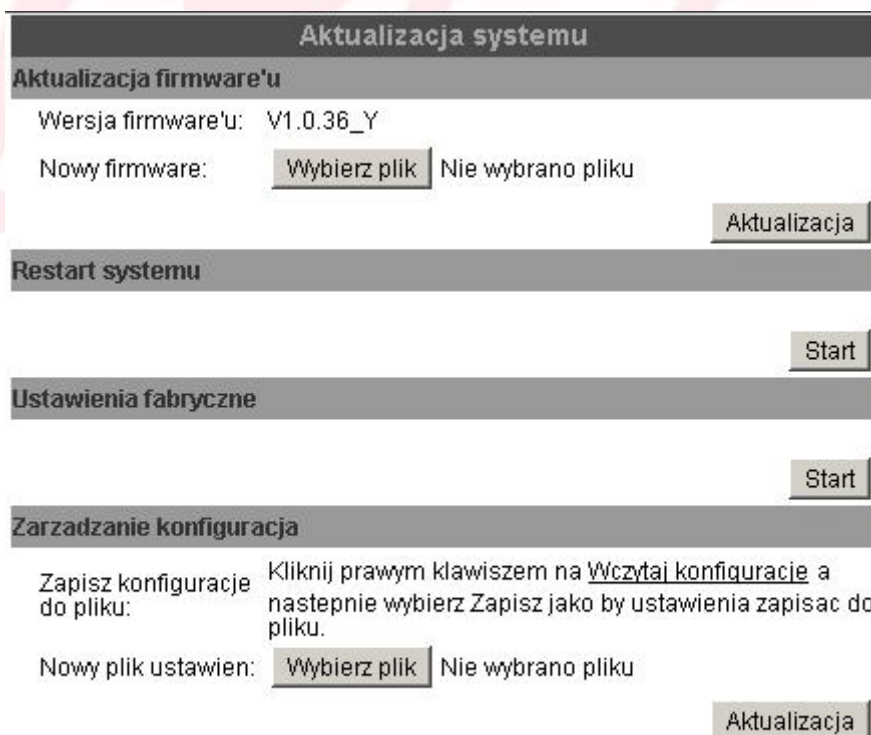 Aktualizacja systemu
Aktualizacja firmware'u
Wersja firmware'u: V1.0.36_Y
Nowy firmware: Wybierz plik Nie wybrano pliku
Aktualizacja
Restart systemu
Start
Ustawienia fabryczne
Start
Zarzadzanie konfiguracja
Zapisz konfiguracje
do pliku:
Kliknij prawym klawiszem na Wczytaj konfiguracje a
nastepnie wybierz Zapisz jako by ustawienia zapisac do
pliku.
Nowy plik ustawien: Wybierz plik Nie wybrano pliku
Aktualizacja